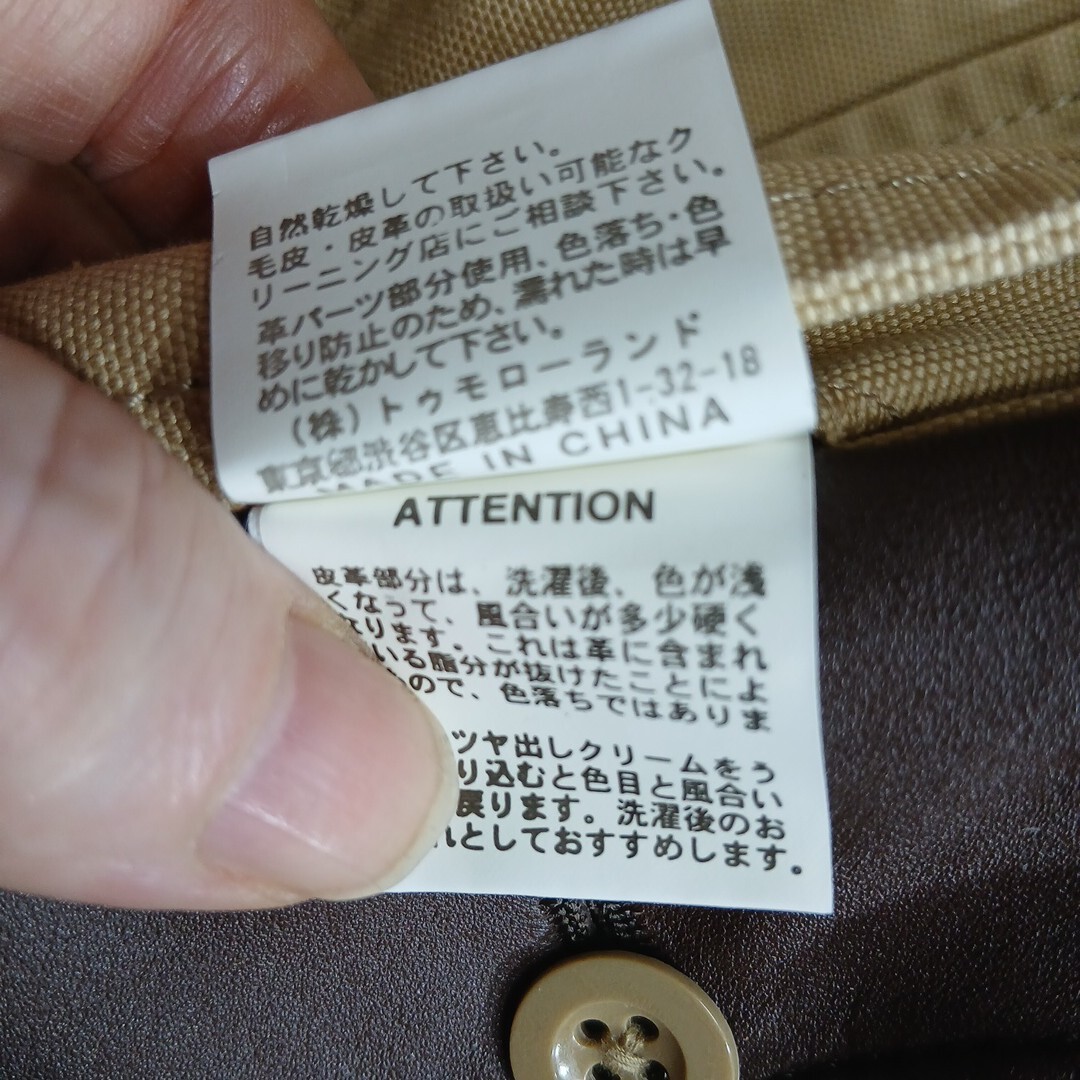 自然乾燥して下さい。
毛皮・皮革の取扱い可能なク
リーニング店にご相談下さい。
革パーツ部分使用、色落ち・色
移り防止のため、濡れた時は早
めに乾かして下さい。
(株)トゥモローランド
東京都渋谷区恵比寿西1-32-18
MADE IN CHINA
ATTENTION
皮革部分は、洗濯後、色が浅
くなって、風合いが多少硬く
なります。これは革に含まれ
いる脂分が抜けたことによ
ので、色落ちではありま
ツヤ出しクリームをぅ
り込むと色目と風合い
戻ります。洗濯後のお
れとしておすすめします。